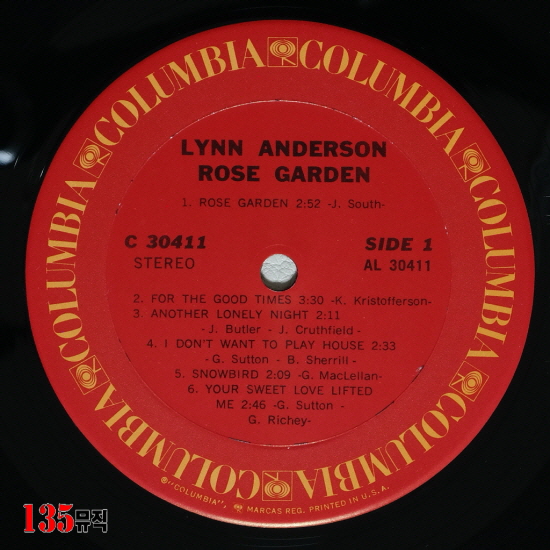 COLUMBIA COLUMBIA COLUMBIA COLUMBIA COLUMBIA COLUMBIA
LYNN ANDERSON
ROSE GARDEN
1. ROSE GARDEN 2:52 -J. South-
C 30411 SIDE 1
STEREO AL 30411
2. FOR THE GOOD TIMES 3:30 -K. Kristofferson-
3. ANOTHER LONELY NIGHT 2:11
-J. Butler - J. Cruthfield -
4. I DON'T WANT TO PLAY HOUSE 2:33
-G. Sutton - B. Sherrill -
5. SNOWBIRD 2:09 -G. MacLellan-
6. YOUR SWEET LOVE LIFTED
ME 2:46 -G. Sutton -
G. Richey-
® "COLUMBIA", MARCAS REG. PRINTED IN U.S.A.
135뮤직